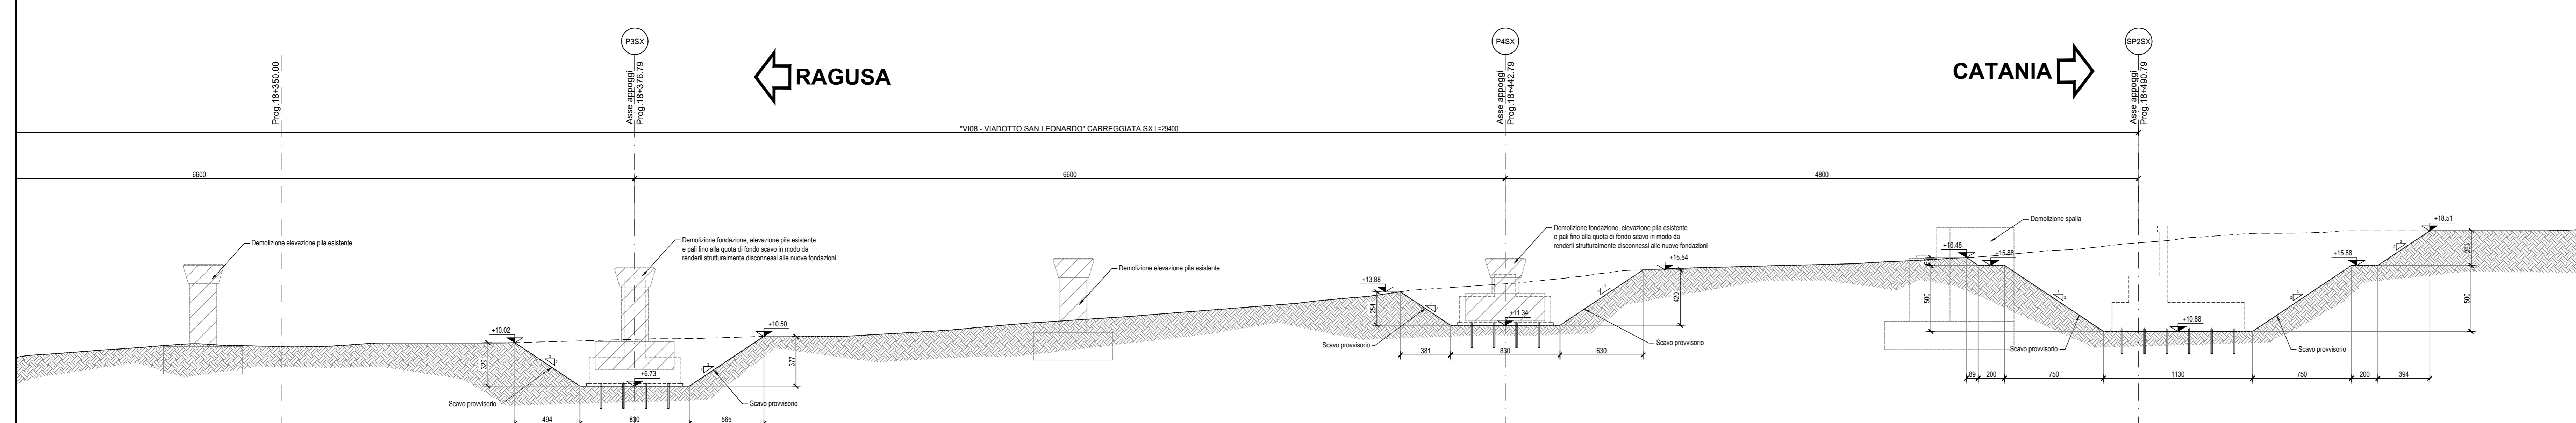 P3SX
P4SX
SP2SX
Prog.18+350.00
Asse appoggi
Prog.18+376.79
RAGUSA
Asse appoggi
Prog.18+442.79
CATANIA
Asse appoggi
Prog.18+490.79
"VI08 - VIADOTTO SAN LEONARDO" CARREGGIATA SX L=29400
6600
6600
4800
Demolizione elevazione pila esistente
Demolizione fondazione, elevazione pila esistente
e pali fino alla quota di fondo scavo in modo da
renderli strutturalmente disconnessi alle nuove fondazioni
Demolizione elevazione pila esistente
Demolizione fondazione, elevazione pila esistente
e pali fino alla quota di fondo scavo in modo da
renderli strutturalmente disconnessi alle nuove fondazioni
Demolizione spalla
+10.02
329
+6.73
+10.50
377
Scavo provvisorio
Scavo provvisorio
494
830
565
+13.88
254
+11.34
+15.54
420
Scavo provvisorio
Scavo provvisorio
381
830
630
+16.48
+15.88
500
+10.88
+15.88
+18.51
263
500
Scavo provvisorio
Scavo provvisorio
89
200
750
1130
750
200
394